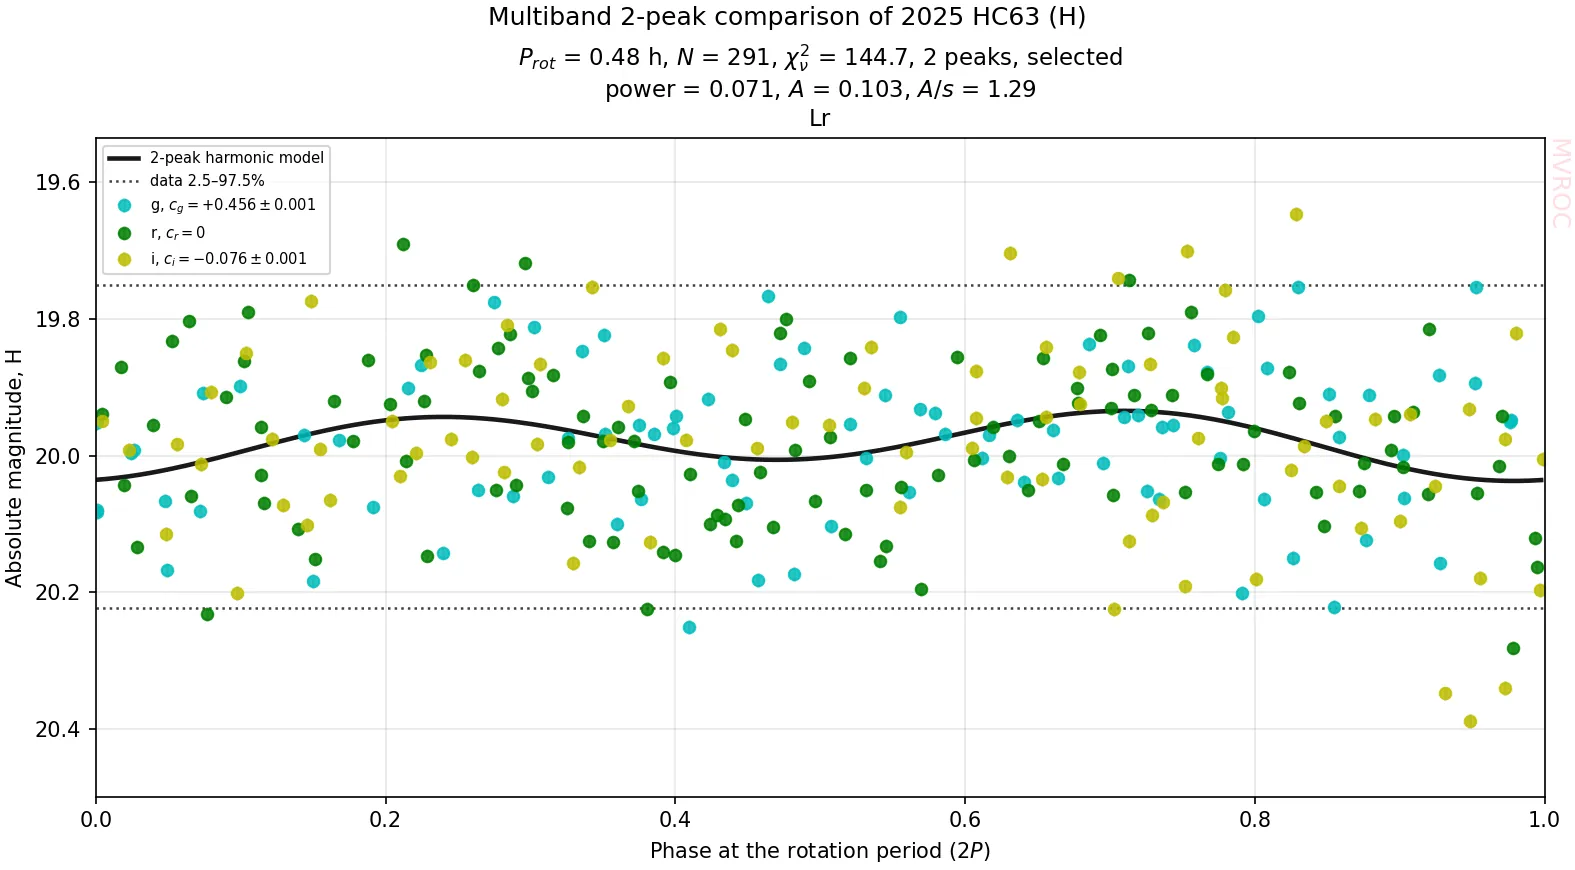 Multiband 2-peak comparison of 2025 HC63 (H)
P_rot = 0.48 h, N = 291, χ²_ν = 144.7, 2 peaks, selected
power = 0.071, A = 0.103, A/s = 1.29
Lr
2-peak harmonic model
data 2.5–97.5%
g, c_g = +0.456 ± 0.001
r, c_r = 0
i, c_i = −0.076 ± 0.001
MVROC
Absolute magnitude, H
19.6
19.8
20.0
20.2
20.4
0.0 0.2 0.4 0.6 0.8 1.0
Phase at the rotation period (2P)